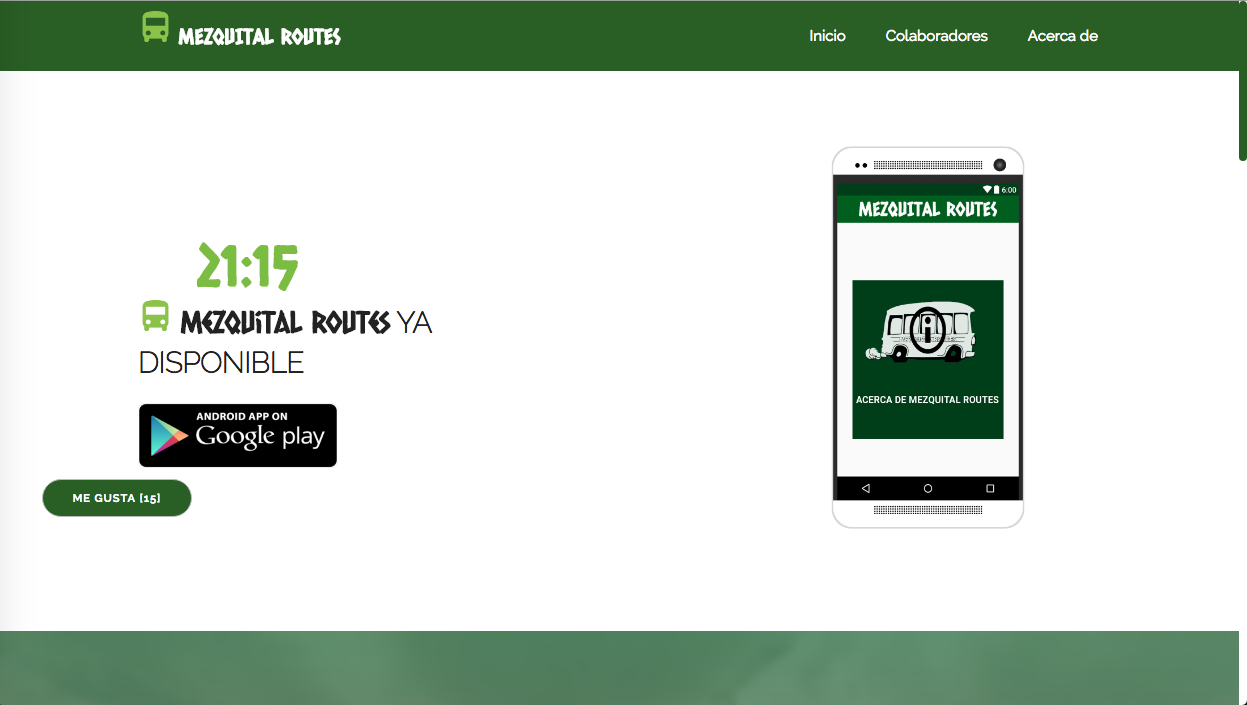 MEZQUITAL ROUTES
Inicio Colaboradores Acerca de
21:15
MEZQUITAL ROUTES YA
DISPONIBLE
ANDROID APP ON
Google play
ME GUSTA [15]
6:00
MEZQUITAL ROUTES
ACERCA DE MEZQUITAL ROUTES